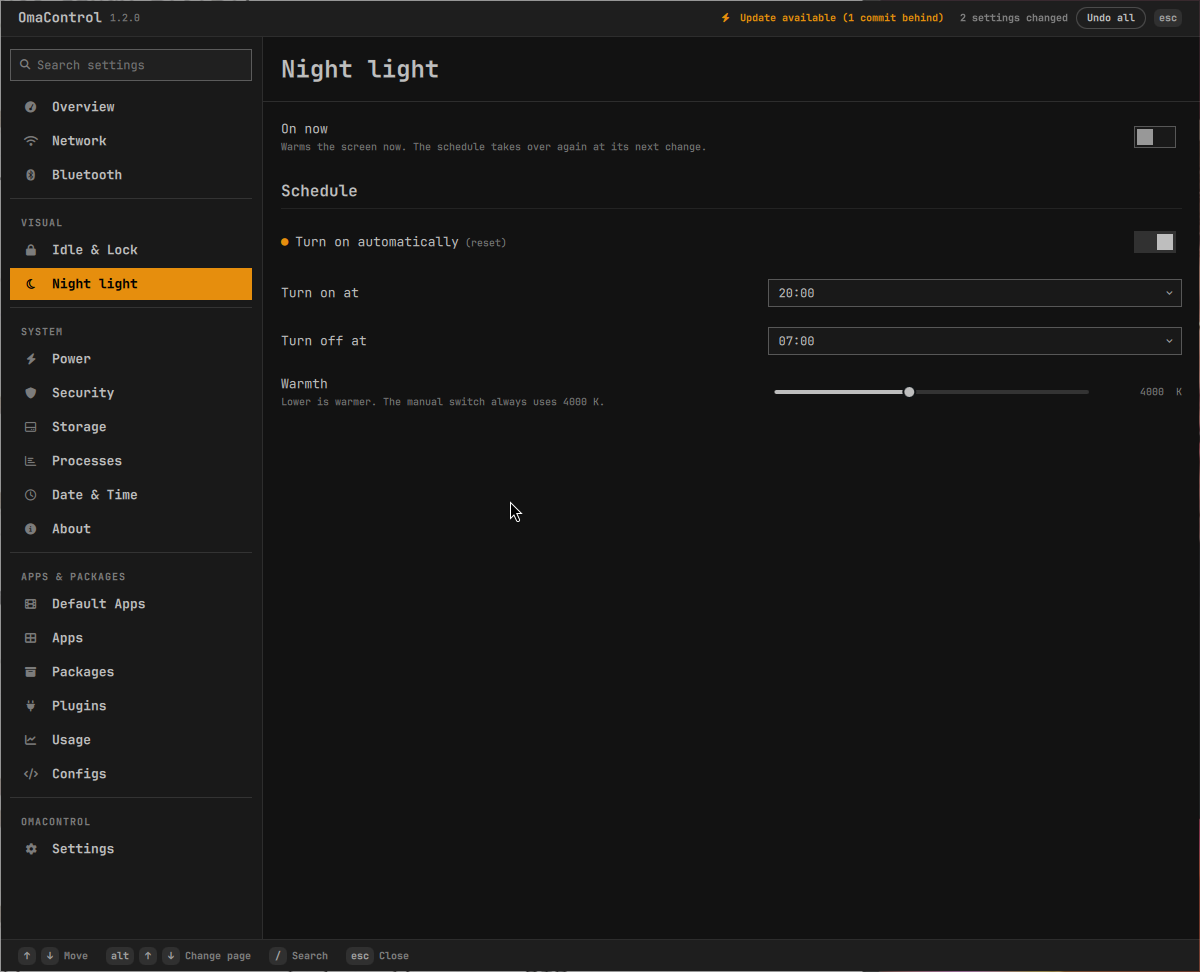 OmaControl 1.2.0
Update available (1 commit behind) 2 settings changed Undo all esc
Search settings
Overview
Network
Bluetooth
VISUAL
Idle & Lock
Night light
SYSTEM
Power
Security
Storage
Processes
Date & Time
About
APPS & PACKAGES
Default Apps
Apps
Packages
Plugins
Usage
Configs
OMACONTROL
Settings
Night light
On now
Warms the screen now. The schedule takes over again at its next change.
Schedule
Turn on automatically (reset)
Turn on at 20:00
Turn off at 07:00
Warmth
Lower is warmer. The manual switch always uses 4000 K.
4000 K
↑ ↓ Move alt ↑ ↓ Change page / Search esc Close